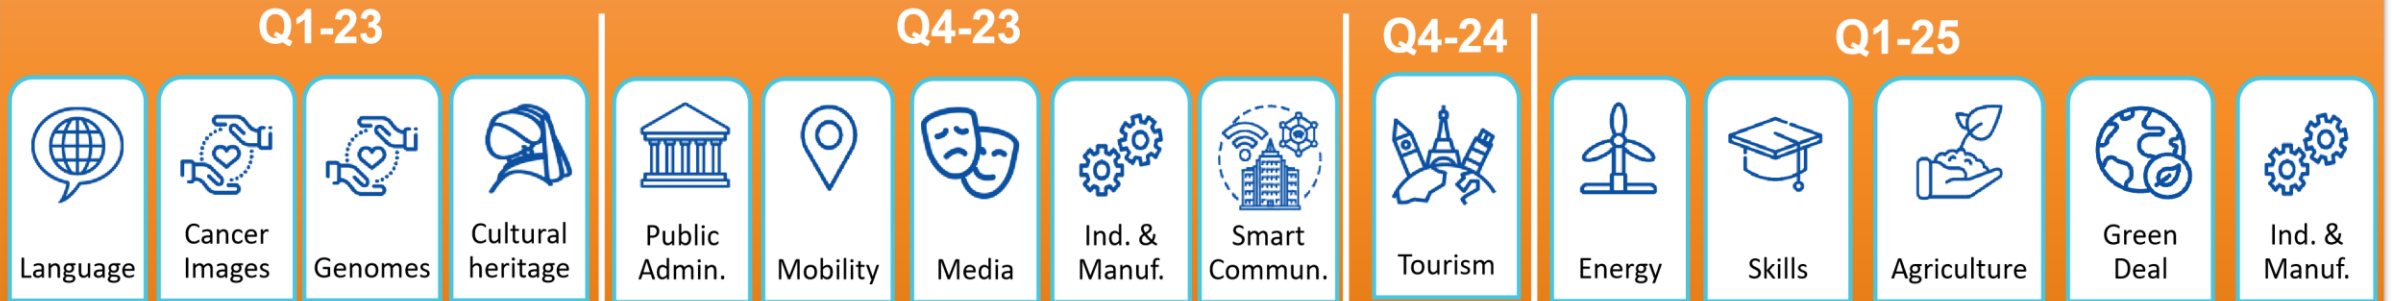 Q1-23
Language
Cancer
Images
Genomes
Cultural
heritage
Q4-23
Public
Admin.
Mobility
Media
Ind. &
Manuf.
Smart
Commun.
Q4-24
Tourism
Q1-25
Energy
Skills
Agriculture
Green
Deal
Ind. &
Manuf.